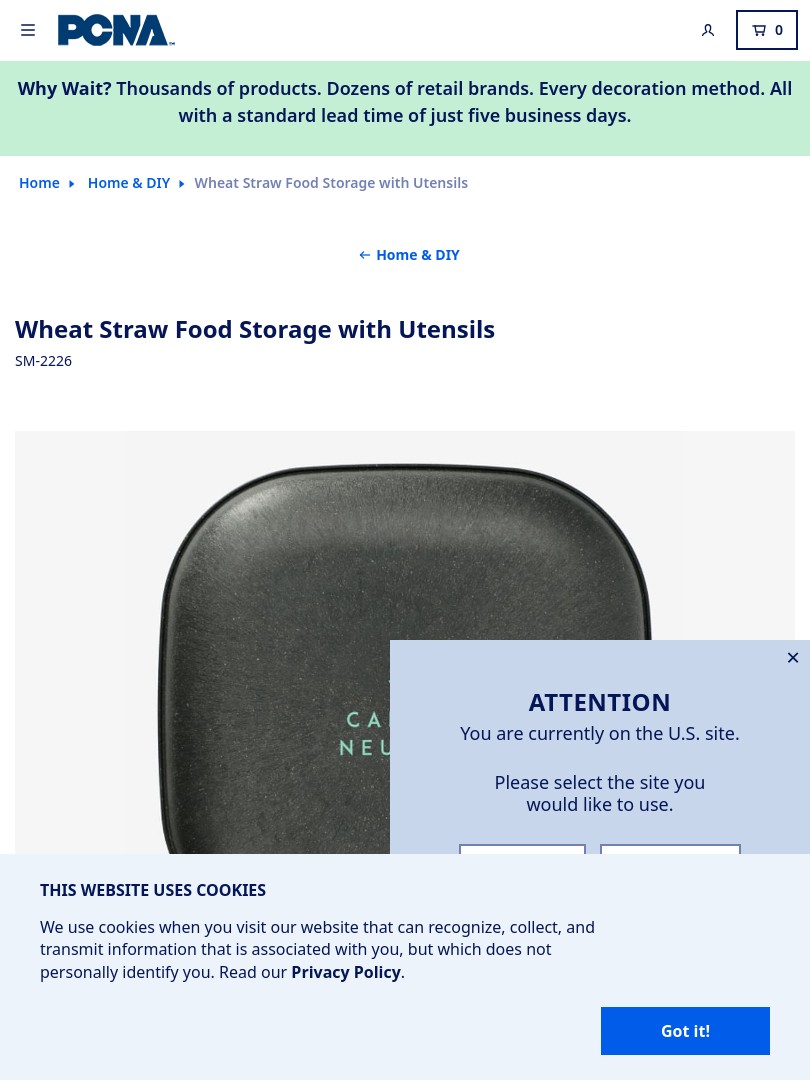 PCNA
0
Why Wait? Thousands of products. Dozens of retail brands. Every decoration method. All
with a standard lead time of just five business days.
Home
Home & DIY
Wheat Straw Food Storage with Utensils
Home & DIY
Wheat Straw Food Storage with Utensils
SM-2226
CA
NEU
ATTENTION
You are currently on the U.S. site.
Please select the site you
would like to use.
THIS WEBSITE USES COOKIES
We use cookies when you visit our website that can recognize, collect, and
transmit information that is associated with you, but which does not
personally identify you. Read our Privacy Policy.
Got it!